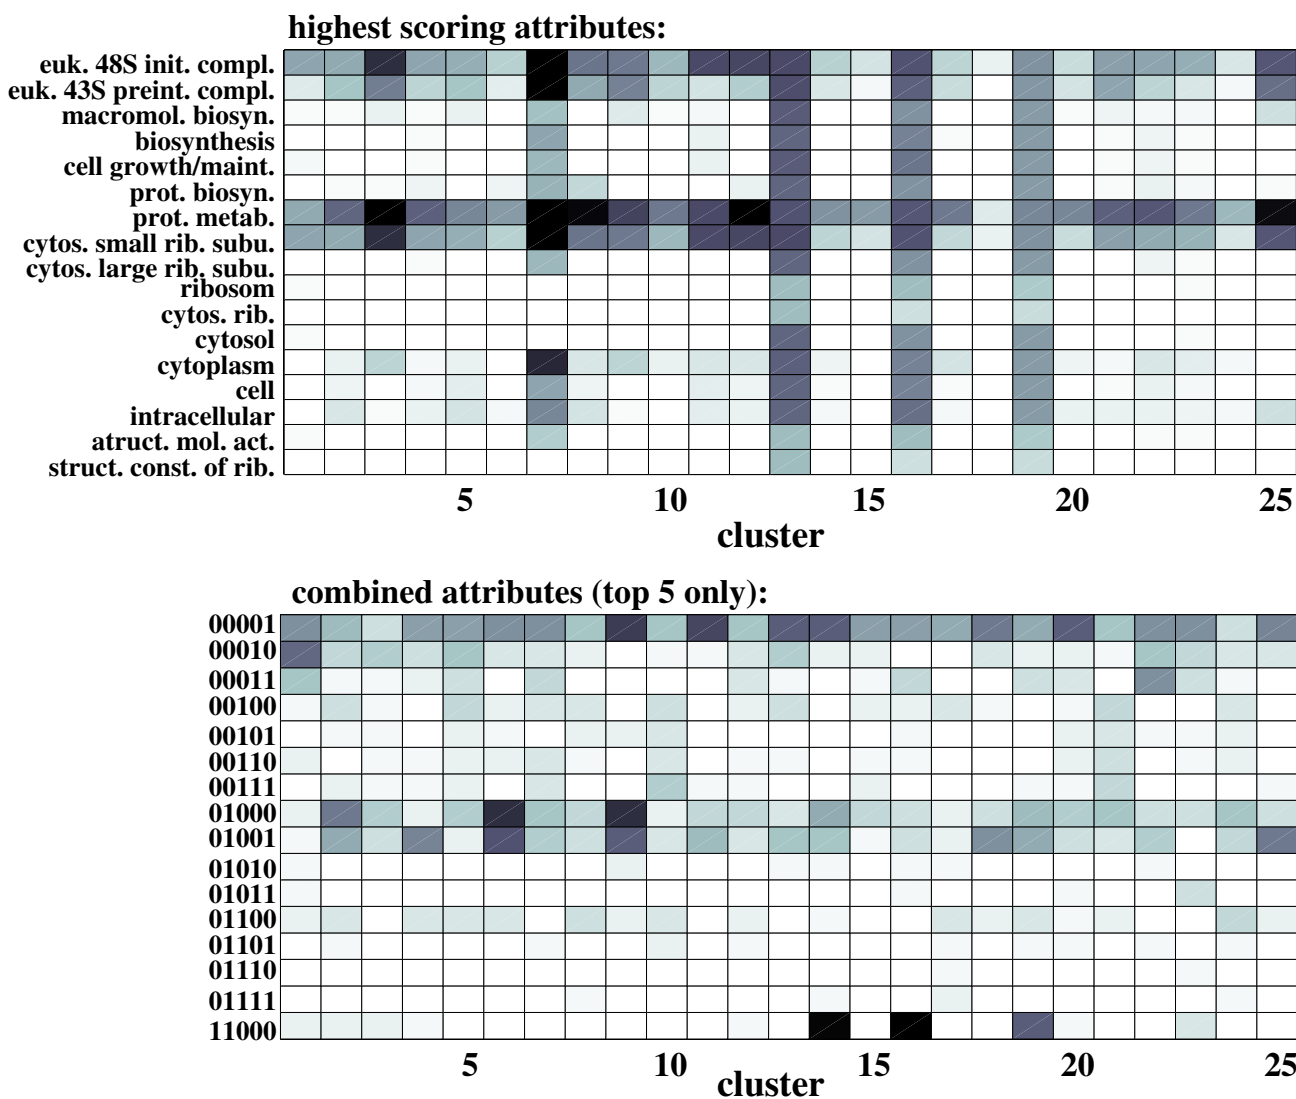 highest scoring attributes:
euk. 48S init. compl.
euk. 43S preint. compl.
macromol. biosyn.
biosynthesis
cell growth/maint.
prot. biosyn.
prot. metab.
cytos. small rib. subu.
cytos. large rib. subu.
ribosom
cytos. rib.
cytosol
cytoplasm
cell
intracellular
atruct. mol. act.
struct. const. of rib.
5 10 15 20 25
cluster
combined attributes (top 5 only):
00001
00010
00011
00100
00101
00110
00111
01000
01001
01010
01011
01100
01101
01110
01111
11000
5 10 15 20 25
cluster